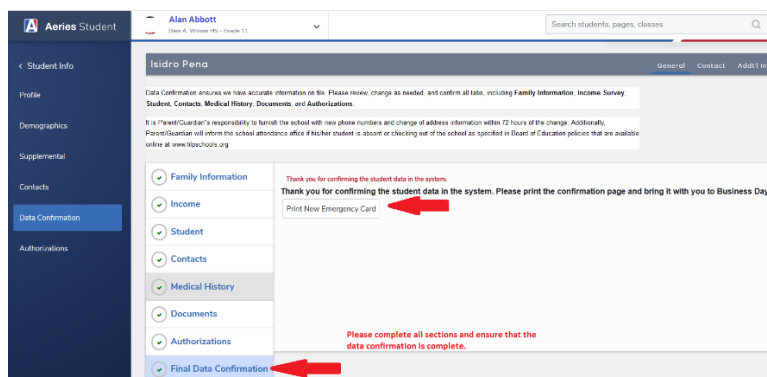 Aeries Student
Alan Abbott
Glen A. Wilson HS - Grade 11
Search students, pages, classes
< Student Info
Profile
Demographics
Supplemental
Contacts
Data Confirmation
Authorizations
Isidro Pena
General Contact Addt'l in
Data Confirmation ensures we have accurate information on file. Please review, change as needed, and confirm all tabs, including Family Information, Income Survey,
Student, Contacts, Medical History, Documents, and Authorizations.
It is Parent/Guardian's responsibility to furnish the school with new phone numbers and change of address information within 72 hours of the change. Additionally,
Parent/Guardian will inform the school attendance office if his/her student is absent or checking out of the school as specified in Board of Education policies that are available
online at www.hlpschools.org
Family Information
Income
Student
Contacts
Medical History
Documents
Authorizations
Final Data Confirmation
Thank you for confirming the student data in the system.
Thank you for confirming the student data in the system. Please print the confirmation page and bring it with you to Business Day
Print New Emergency Card
Please complete all sections and ensure that the
data confirmation is complete.